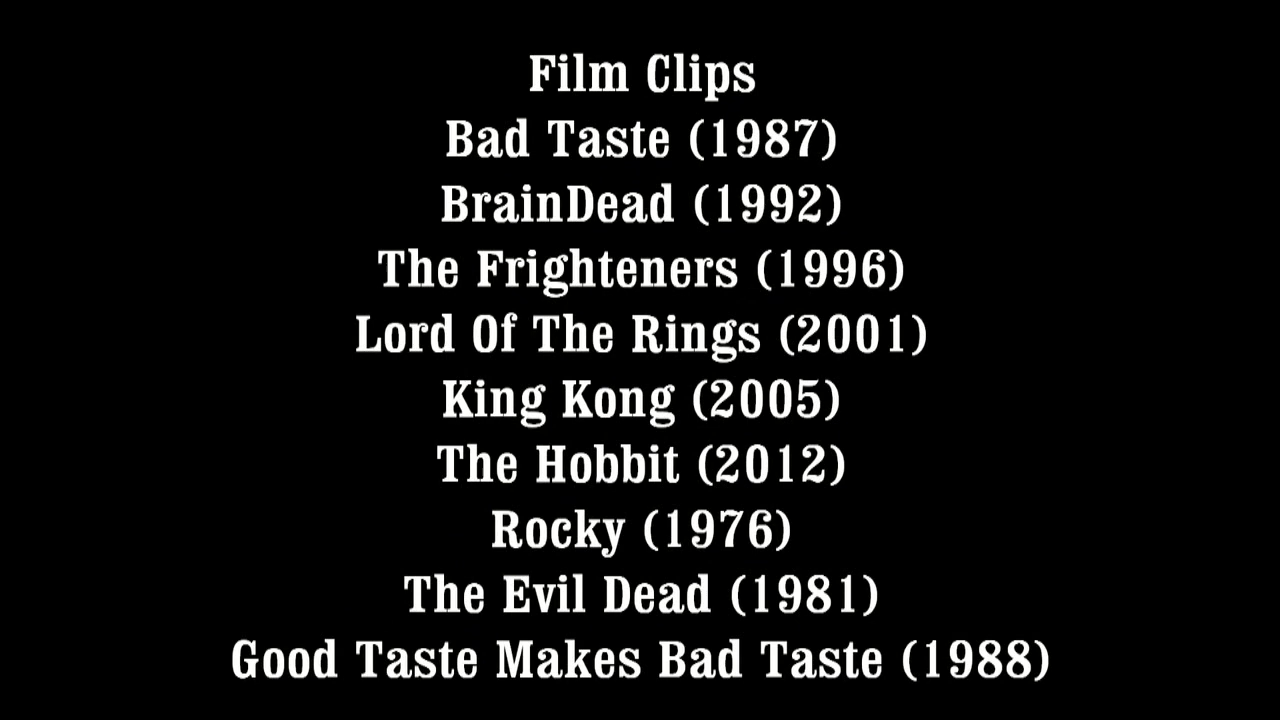 Film Clips
Bad Taste (1987)
BrainDead (1992)
The Frighteners (1996)
Lord Of The Rings (2001)
King Kong (2005)
The Hobbit (2012)
Rocky (1976)
The Evil Dead (1981)
Good Taste Makes Bad Taste (1988)